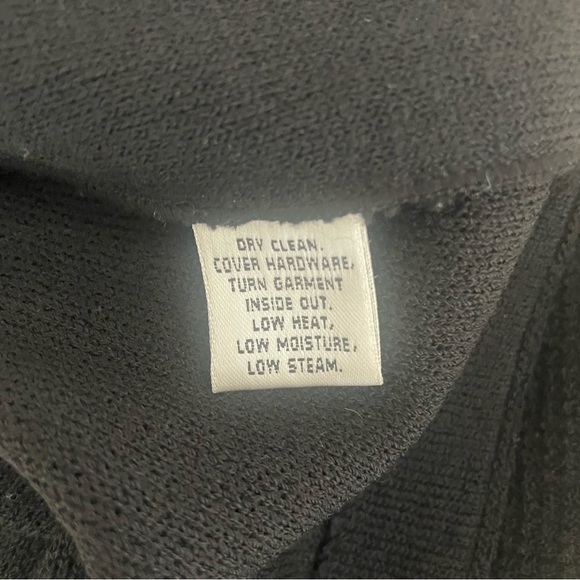 DRY CLEAN.
COVER HARDWARE,
TURN GARMENT
INSIDE OUT.
LOW HEAT,
LOW MOISTURE,
LOW STEAM.